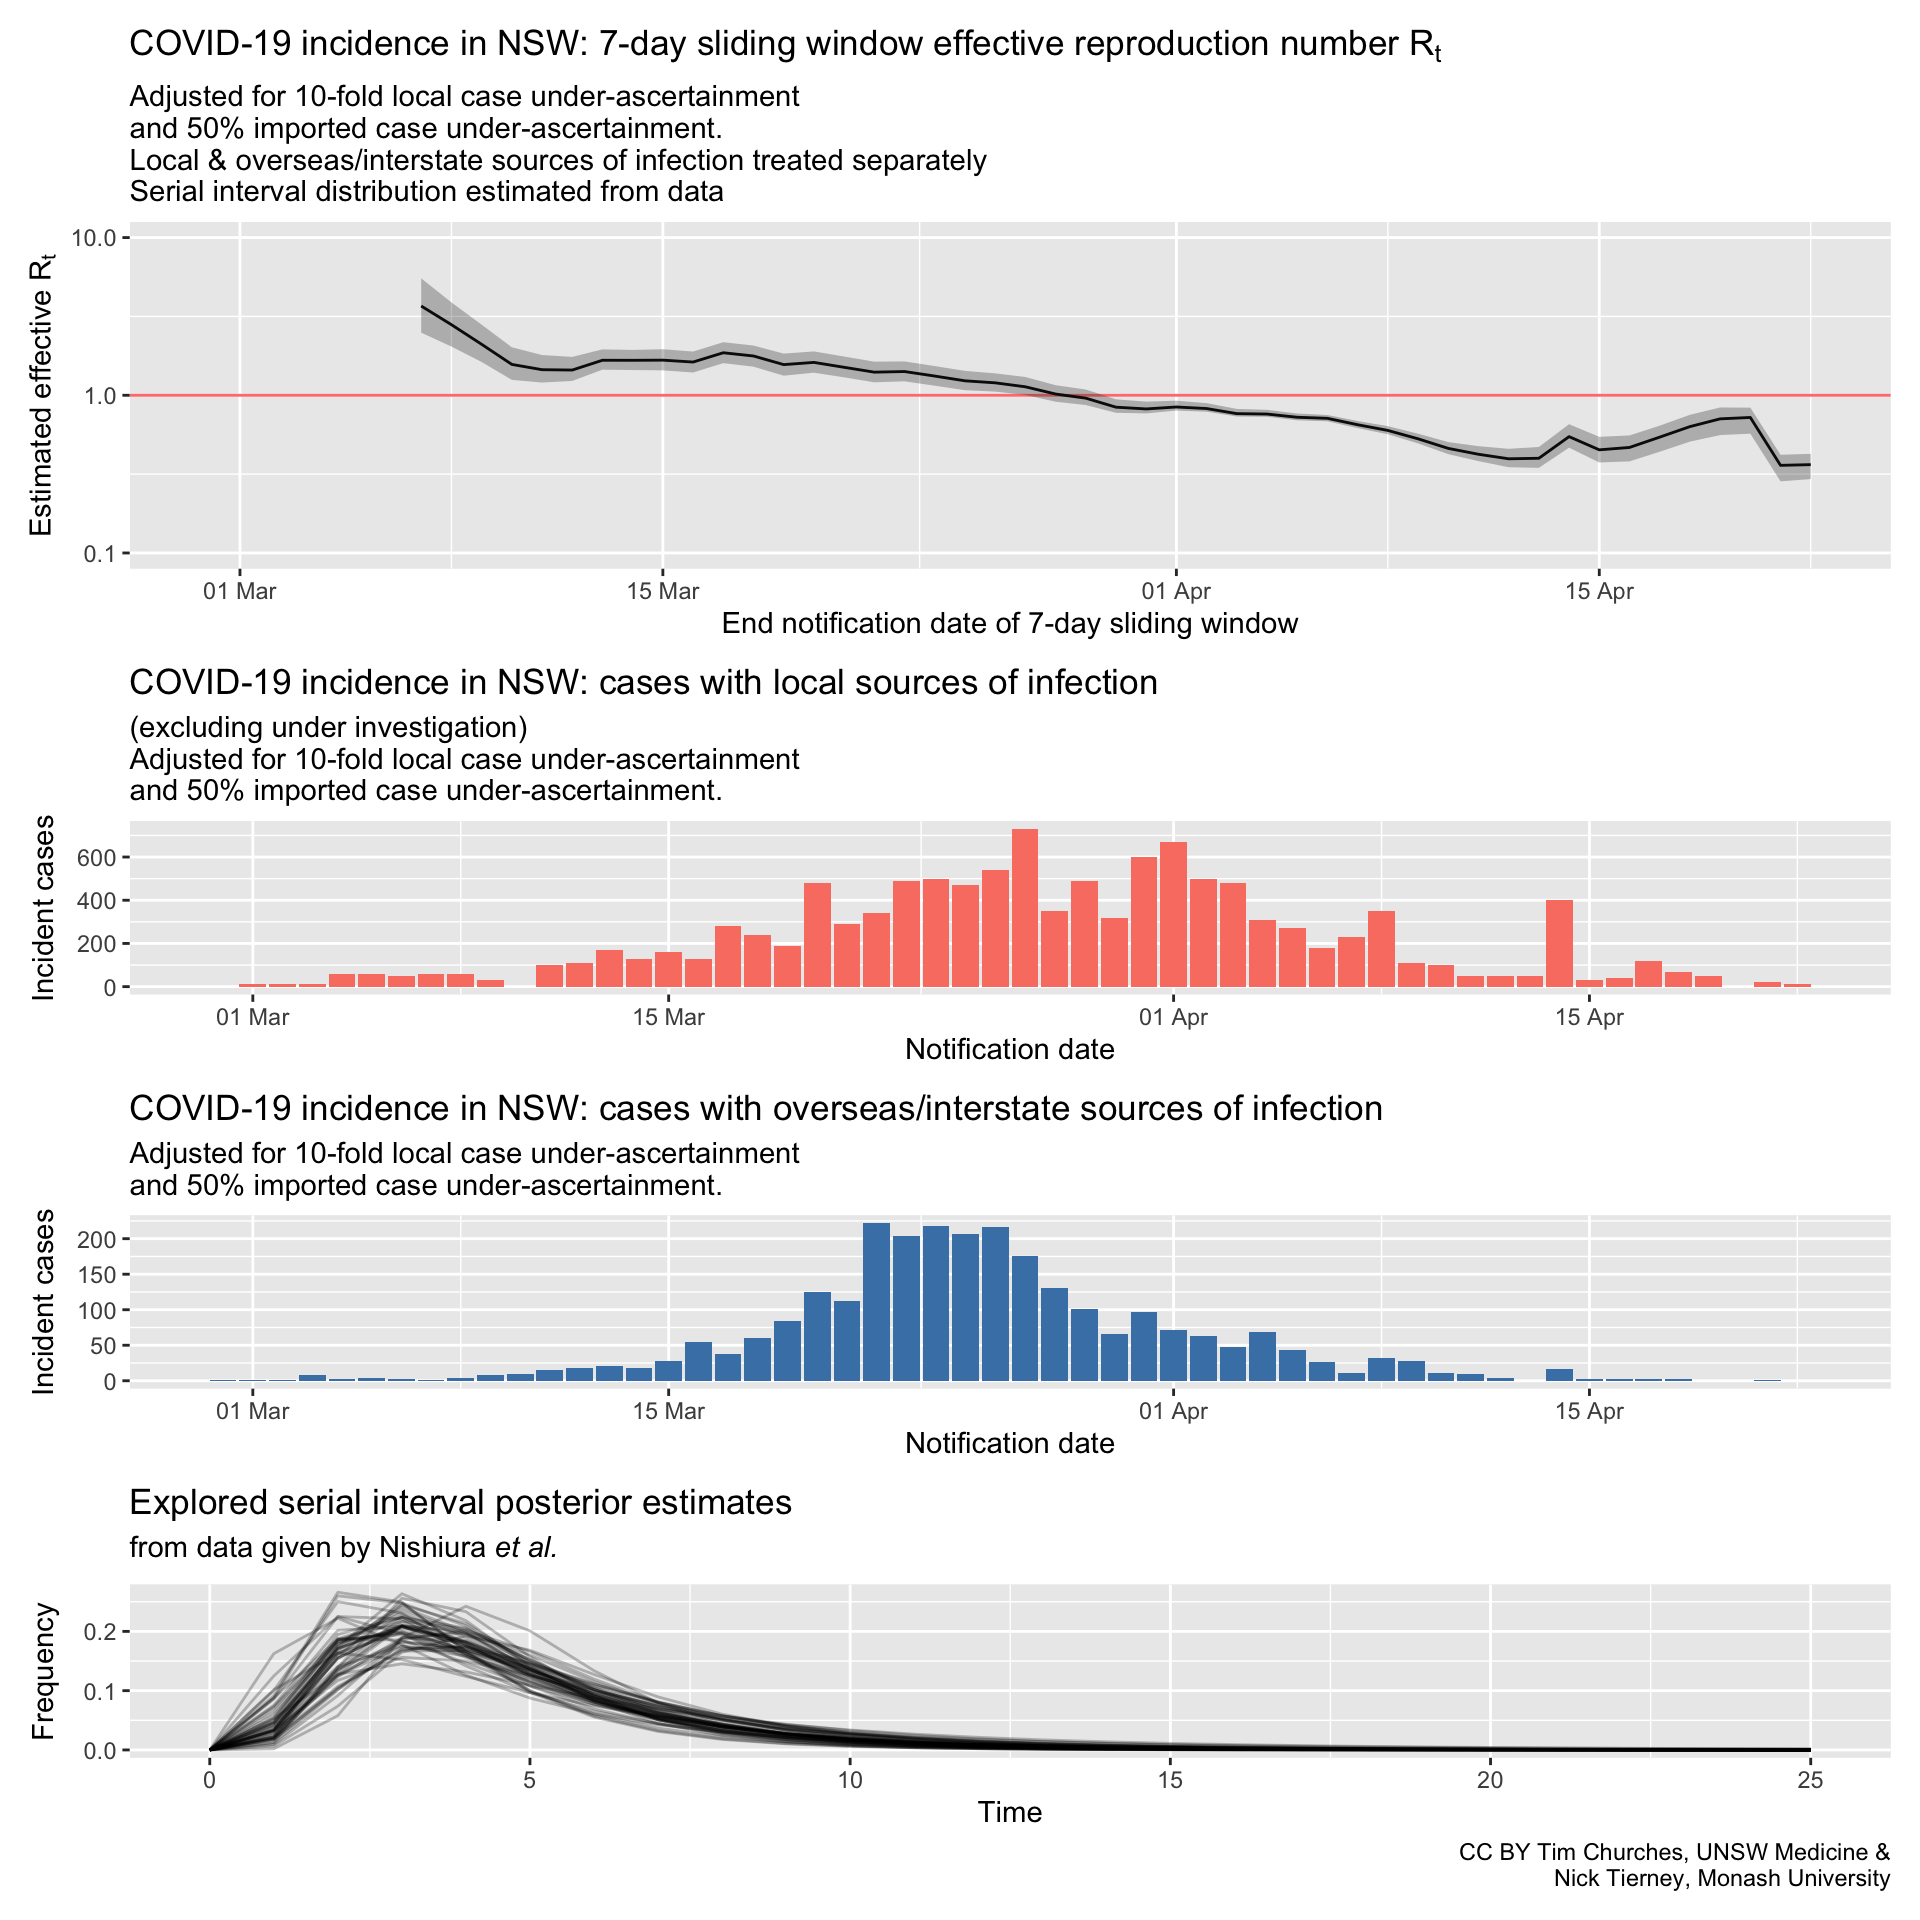 COVID-19 incidence in NSW: 7-day sliding window effective reproduction number Rt
Adjusted for 10-fold local case under-ascertainment
and 50% imported case under-ascertainment.
Local & overseas/interstate sources of infection treated separately
Serial interval distribution estimated from data
Estimated effective Rt
10.0
1.0
0.1
01 Mar
15 Mar
01 Apr
15 Apr
End notification date of 7-day sliding window
COVID-19 incidence in NSW: cases with local sources of infection
(excluding under investigation)
Adjusted for 10-fold local case under-ascertainment
and 50% imported case under-ascertainment.
Incident cases
600
400
200
0
01 Mar
15 Mar
01 Apr
15 Apr
Notification date
COVID-19 incidence in NSW: cases with overseas/interstate sources of infection
Adjusted for 10-fold local case under-ascertainment
and 50% imported case under-ascertainment.
Incident cases
200
150
100
50
0
01 Mar
15 Mar
01 Apr
15 Apr
Notification date
Explored serial interval posterior estimates
from data given by Nishiura et al.
Frequency
0.2
0.1
0.0
0
5
10
15
20
25
Time
CC BY Tim Churches, UNSW Medicine &
Nick Tierney, Monash University